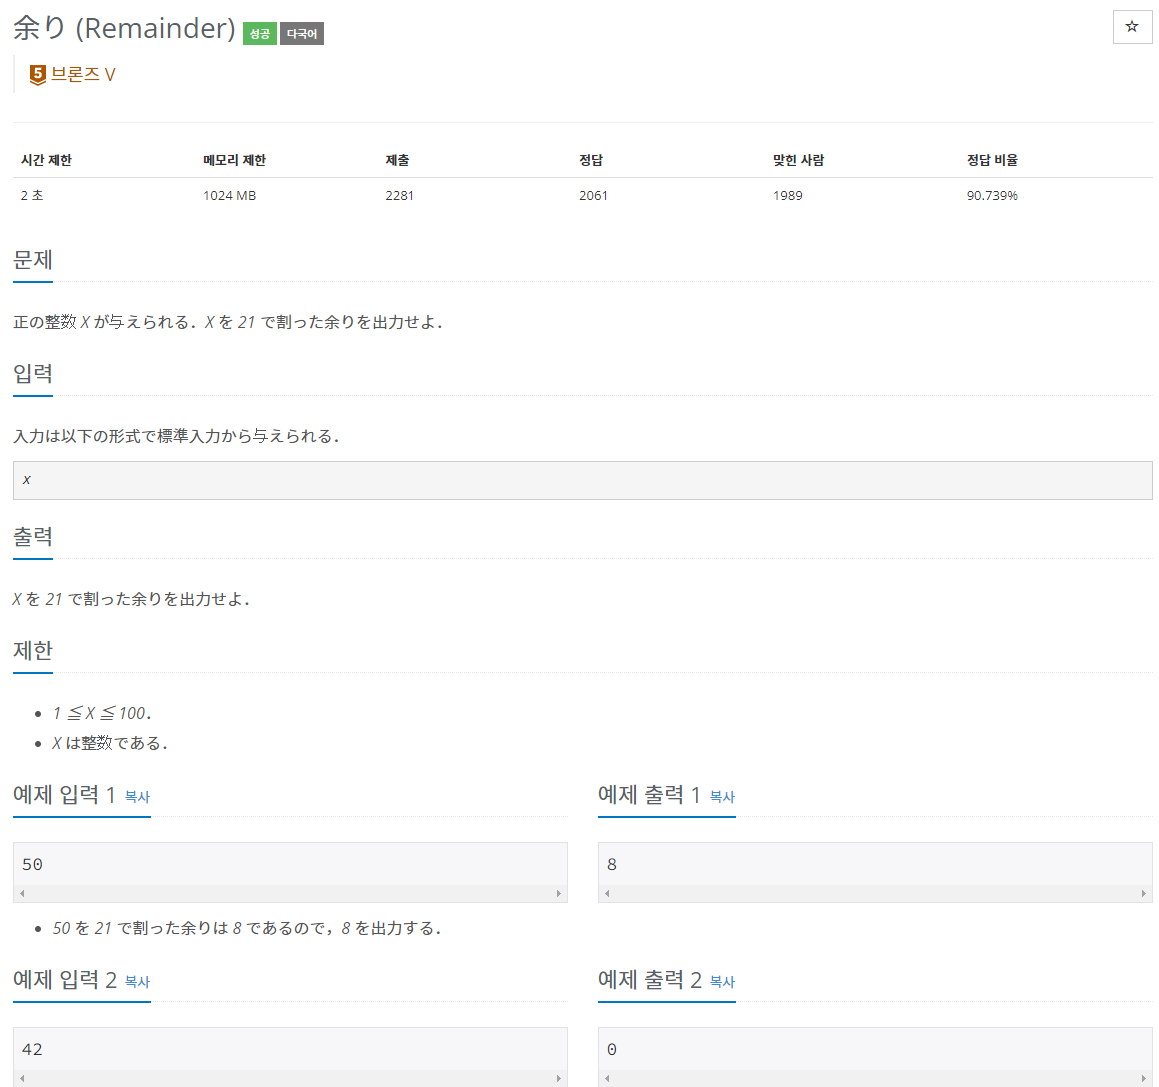 余り (Remainder) 성공 다국어
☆
5 브론즈 V
시간 제한 메모리 제한 제출 정답 맞힌 사람 정답 비율
2 초 1024 MB 2281 2061 1989 90.739%
문제
正の整数 X が与えられる．X を 21 で割った余りを出力せよ．
입력
入力は以下の形式で標準入力から与えられる．
X
출력
X を 21 で割った余りを出力せよ．
제한
• 1 ≦ X ≦ 100．
• X は整数である．
예제 입력 1 복사 예제 출력 1 복사
50 8
• 50 を 21 で割った余りは 8 であるので，8 を出力する．
예제 입력 2 복사 예제 출력 2 복사
42 0